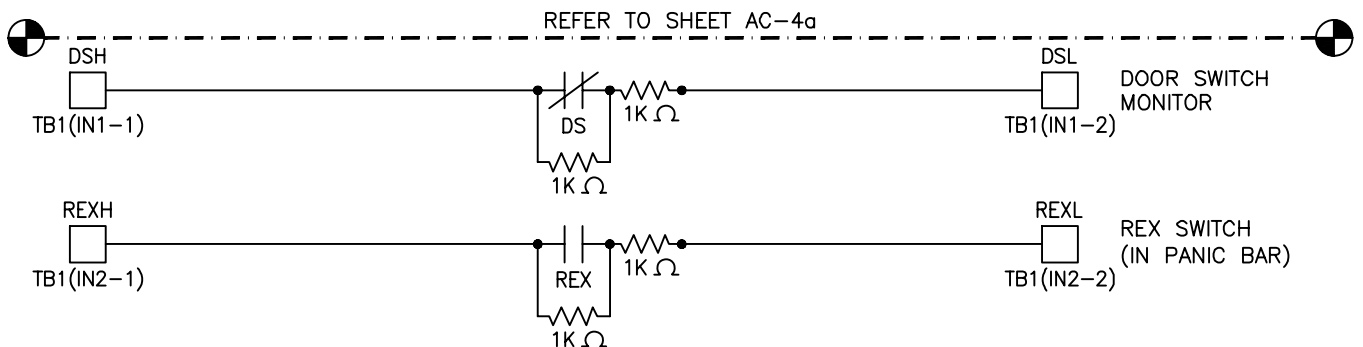 REFER TO SHEET AC-4a
DSH
DSL
DOOR SWITCH
MONITOR
1K Ω
TB1(IN1-1)
DS
TB1(IN1-2)
1K Ω
REXH
REXL
REX SWITCH
(IN PANIC BAR)
1K Ω
TB1(IN2-1)
REX
TB1(IN2-2)
1K Ω